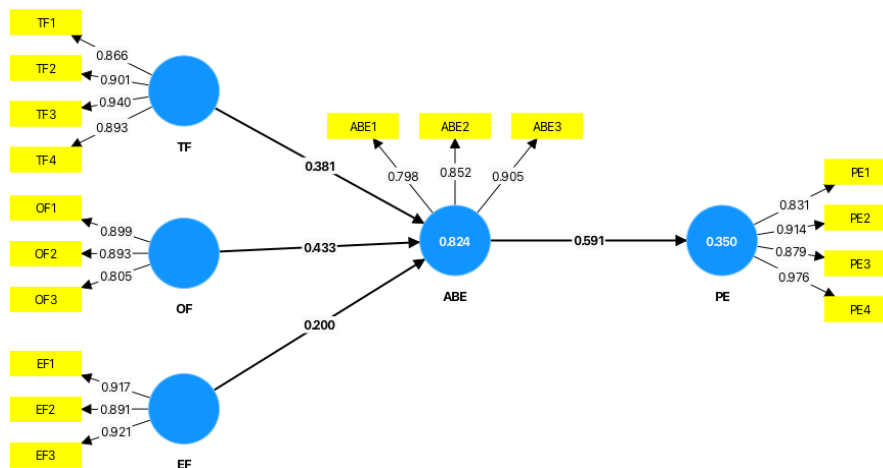 TF1
0.866
TF2
0.901
TF3
0.940
TF4
0.893
TF
0.381
ABE1
ABE2
ABE3
0.798
0.852
0.905
OF1
0.899
OF2
0.893
OF3
0.805
OF
0.433
0.824
ABE
0.591
0.350
PE
PE1
0.831
PE2
0.914
PE3
0.879
PE4
0.976
0.200
EF1
0.917
EF2
0.891
EF3
0.921
EF